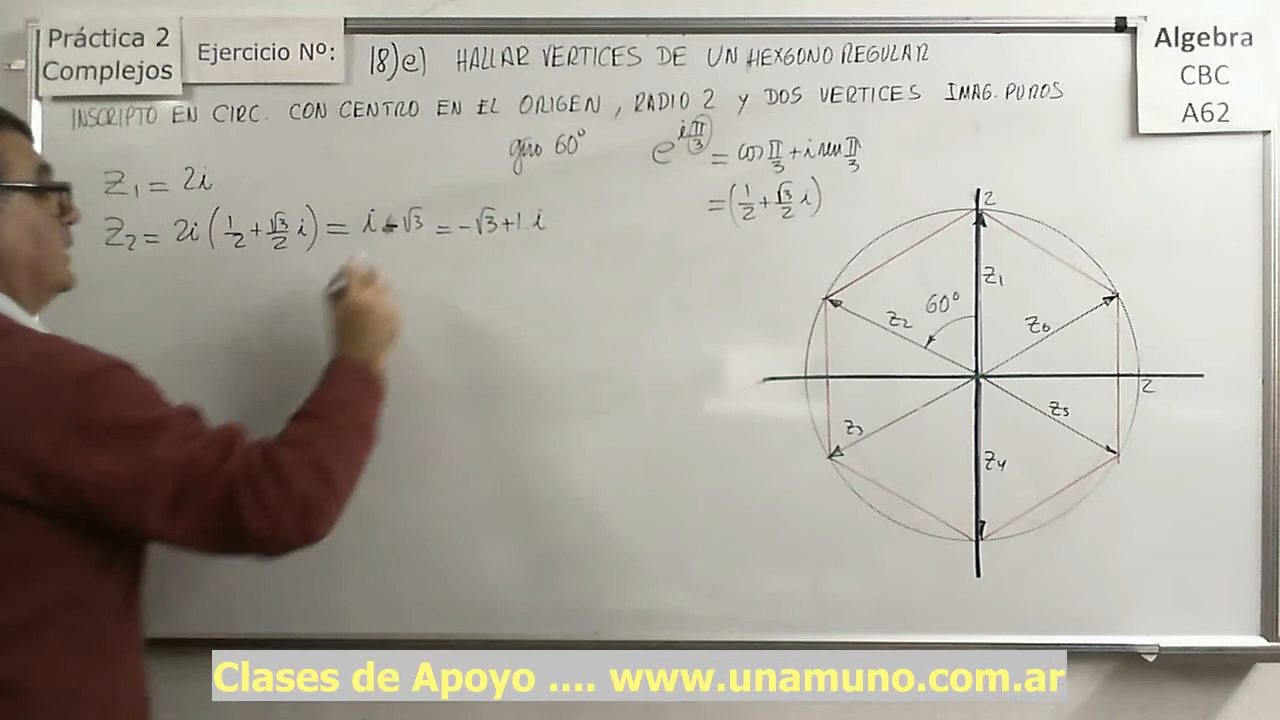 Práctica 2
Complejos
Ejercicio Nº:
18)e) HALLAR VERTICES DE UN HEXGONO REGULAR
INSCRIPTO EN CIRC. CON CENTRO EN EL ORIGEN, RADIO 2 Y DOS VERTICES IMAG. PUROS
Algebra
CBC
A62
giro 60°
e^{i π/3} = cos π/3 + i sen π/3
= (1/2 + √3/2 i)
Z₁ = 2i
Z₂ = 2i (1/2 + √3/2 i) = i - √3 = -√3 + 1. i
2
Z₁
60°
Z₂
Z₆
2
Z₃
Z₅
Z₄
Clases de Apoyo .... www.unamuno.com.ar